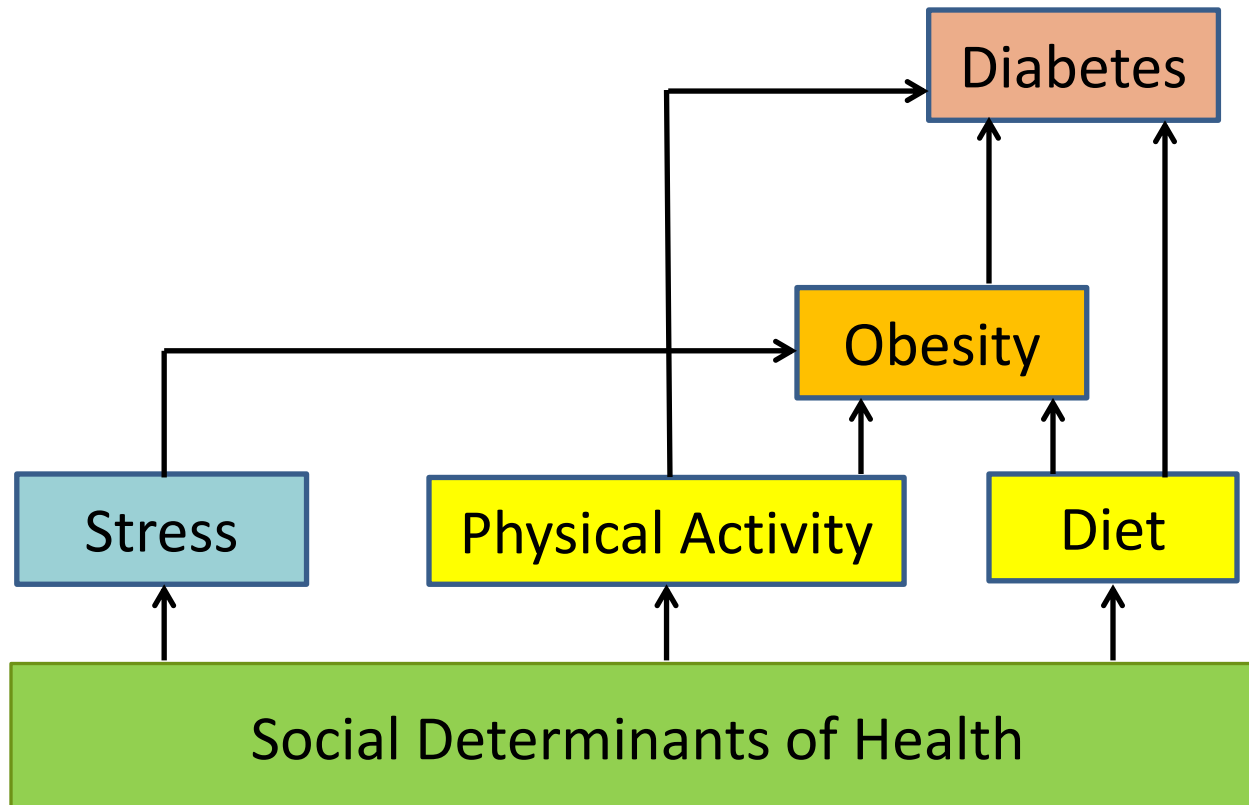 Diabetes
Obesity
Stress
Physical Activity
Diet
Social Determinants of Health